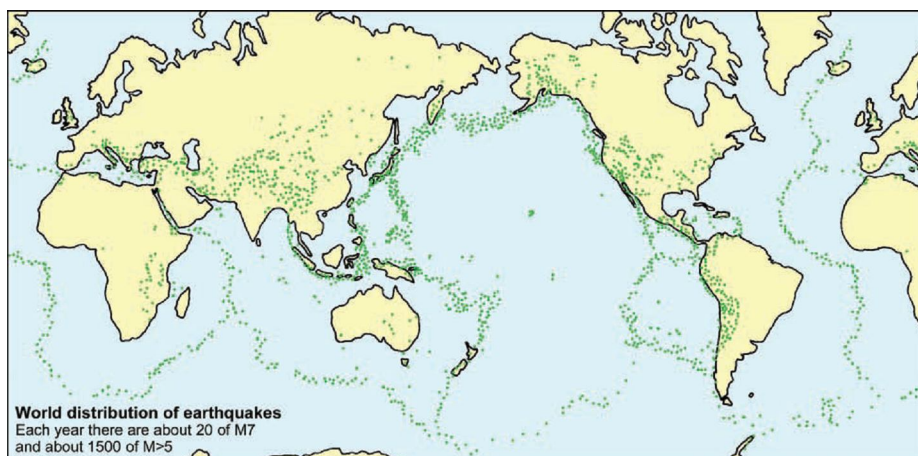 World distribution of earthquakes
Each year there are about 20 of M7
and about 1500 of M>5